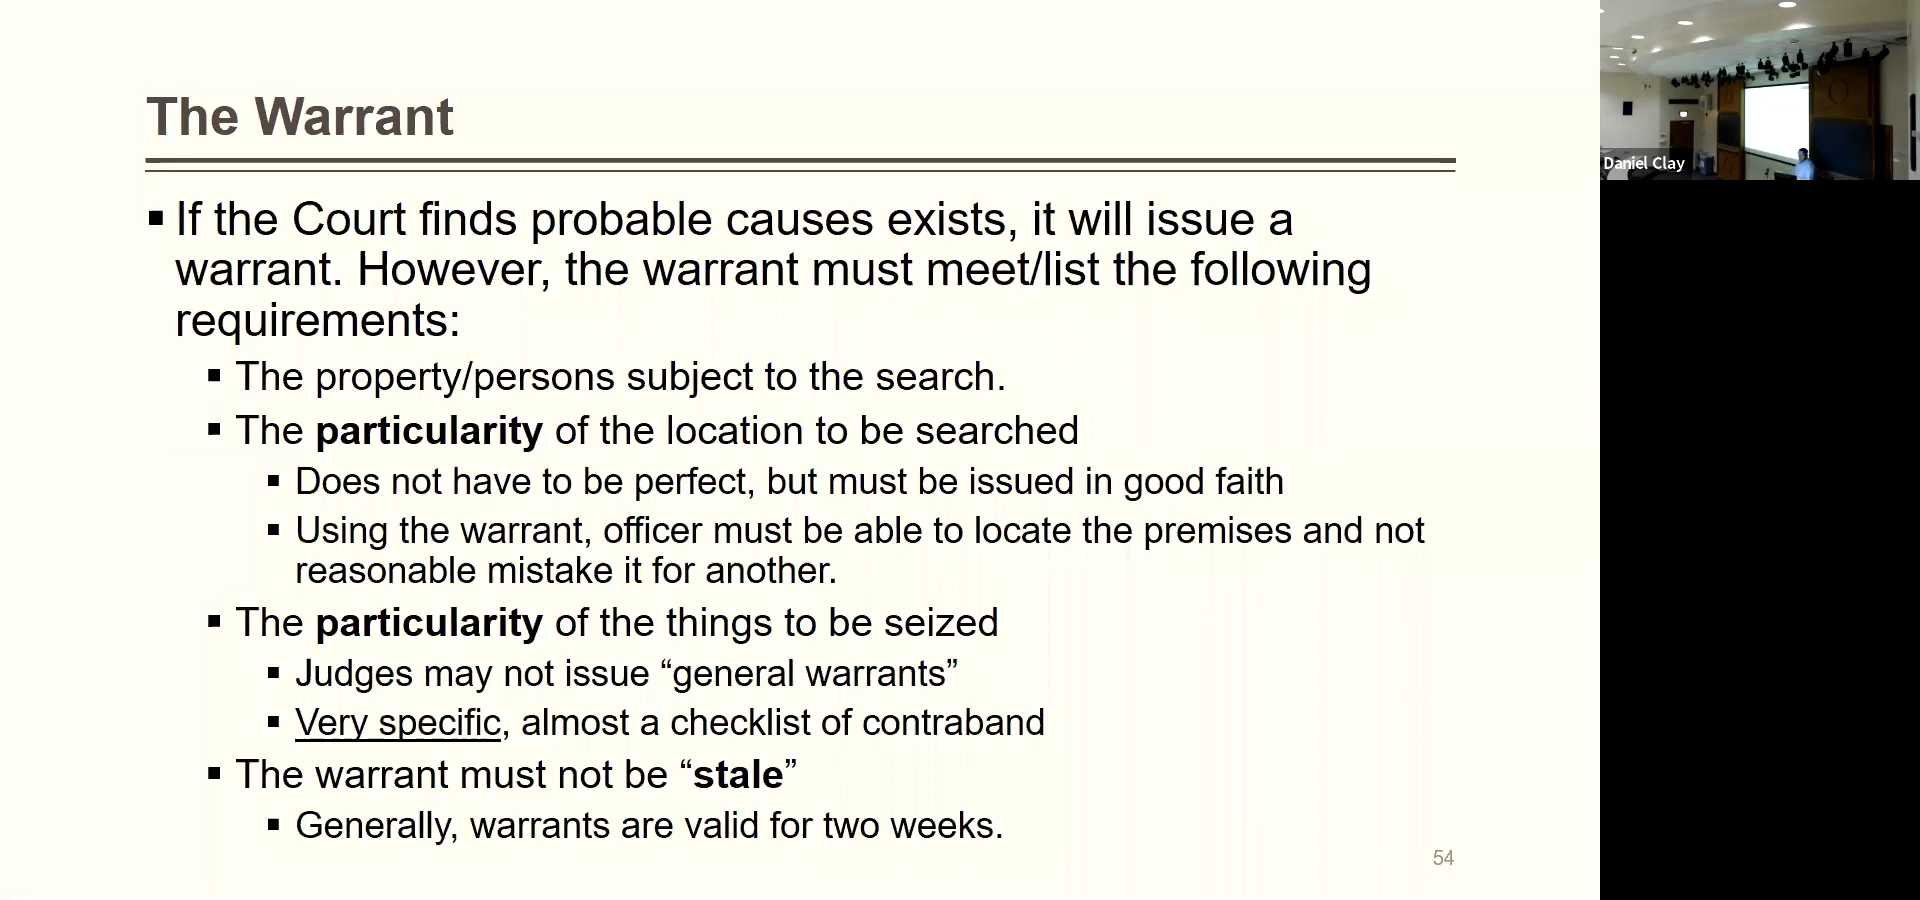 The Warrant
If the Court finds probable causes exists, it will issue a
warrant. However, the warrant must meet/list the following
requirements:
The property/persons subject to the search.
The particularity of the location to be searched
Does not have to be perfect, but must be issued in good faith
Using the warrant, officer must be able to locate the premises and not
reasonable mistake it for another.
The particularity of the things to be seized
Judges may not issue “general warrants”
Very specific, almost a checklist of contraband
The warrant must not be “stale”
Generally, warrants are valid for two weeks.
54
Daniel Clay